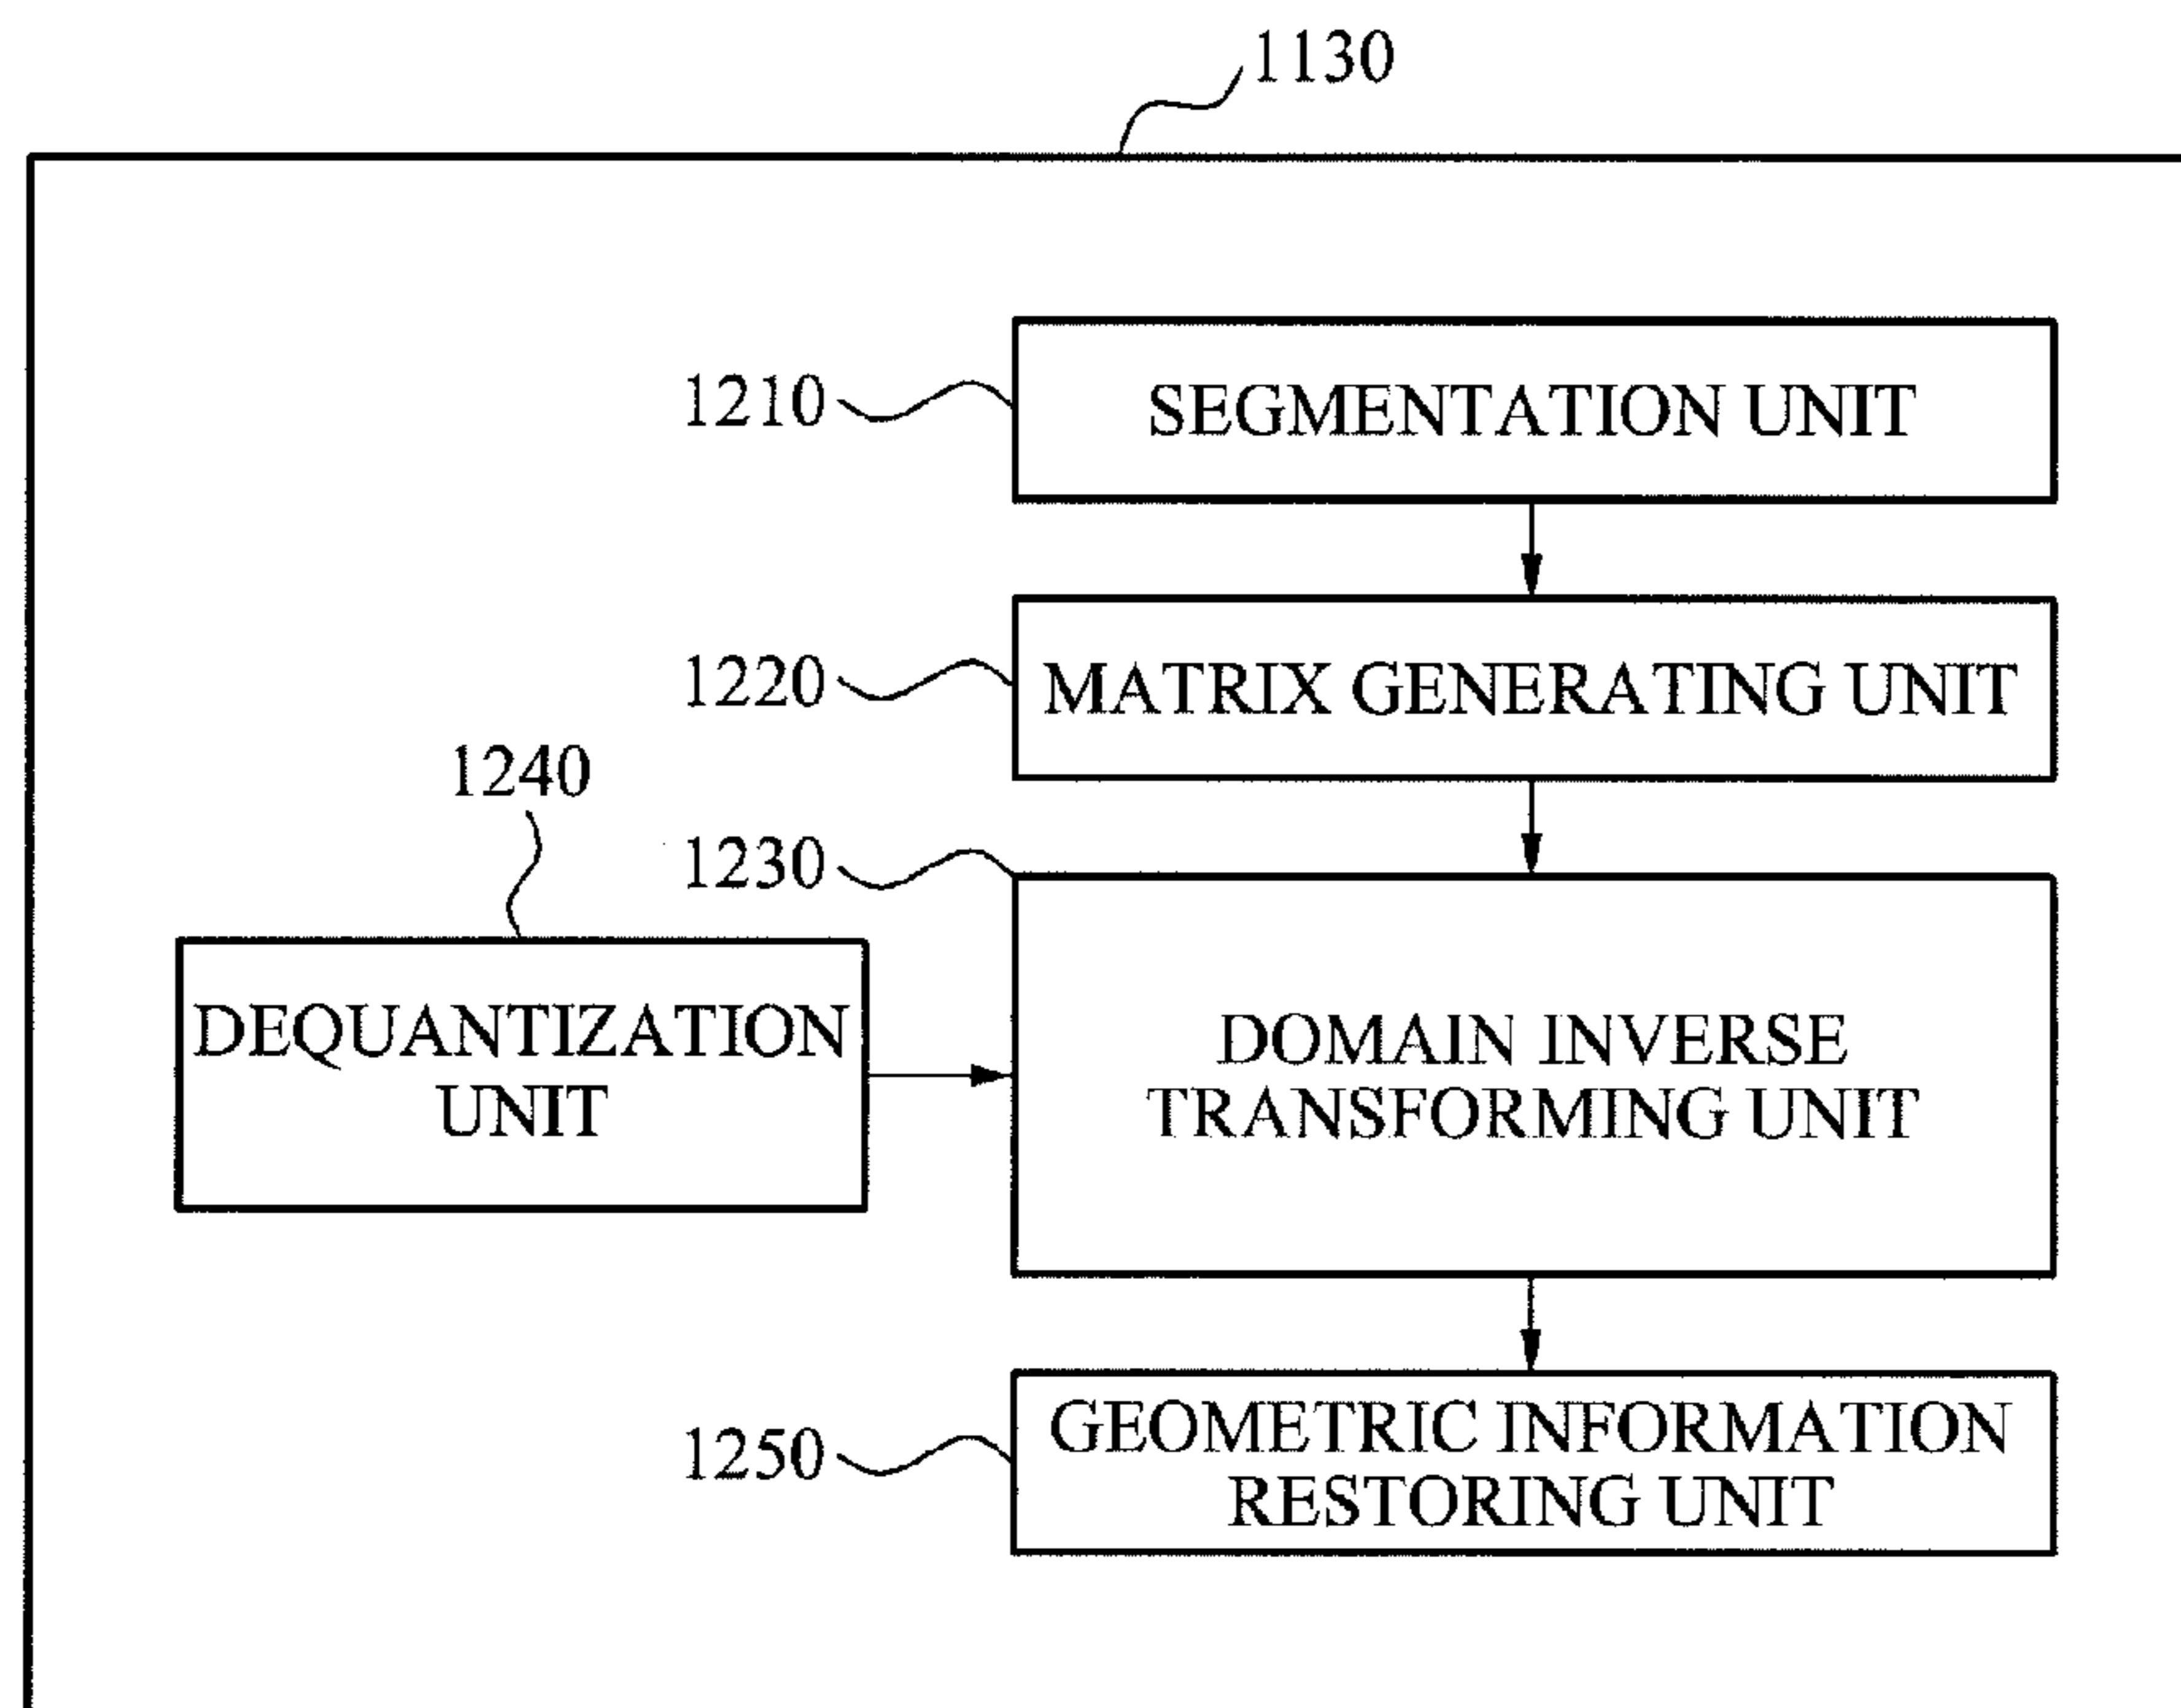 1130
1210
SEGMENTATION UNIT
1220
MATRIX GENERATING UNIT
1240
1230
DEQUANTIZATION
UNIT
DOMAIN INVERSE
TRANSFORMING UNIT
1250
GEOMETRIC INFORMATION
RESTORING UNIT